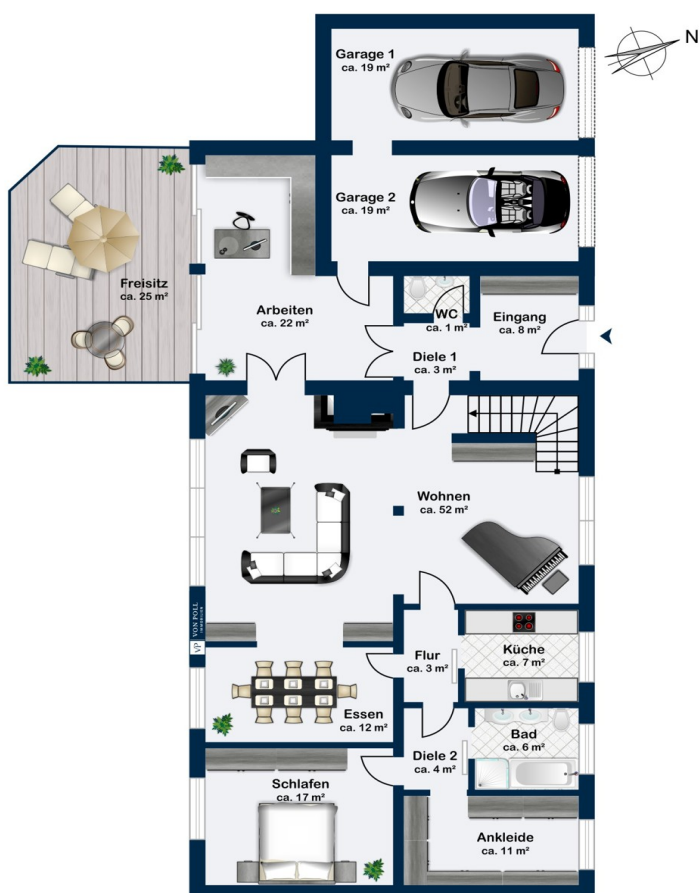 N
Garage 1
ca. 19 m²
Garage 2
ca. 19 m²
Freisitz
ca. 25 m²
Arbeiten
ca. 22 m²
WC
ca. 1 m²
Eingang
ca. 8 m²
Diele 1
ca. 3 m²
Wohnen
ca. 52 m²
VP VON POLL
IMMOBILIEN
Flur
ca. 3 m²
Küche
ca. 7 m²
Essen
ca. 12 m²
Diele 2
ca. 4 m²
Bad
ca. 6 m²
Schlafen
ca. 17 m²
Ankleide
ca. 11 m²